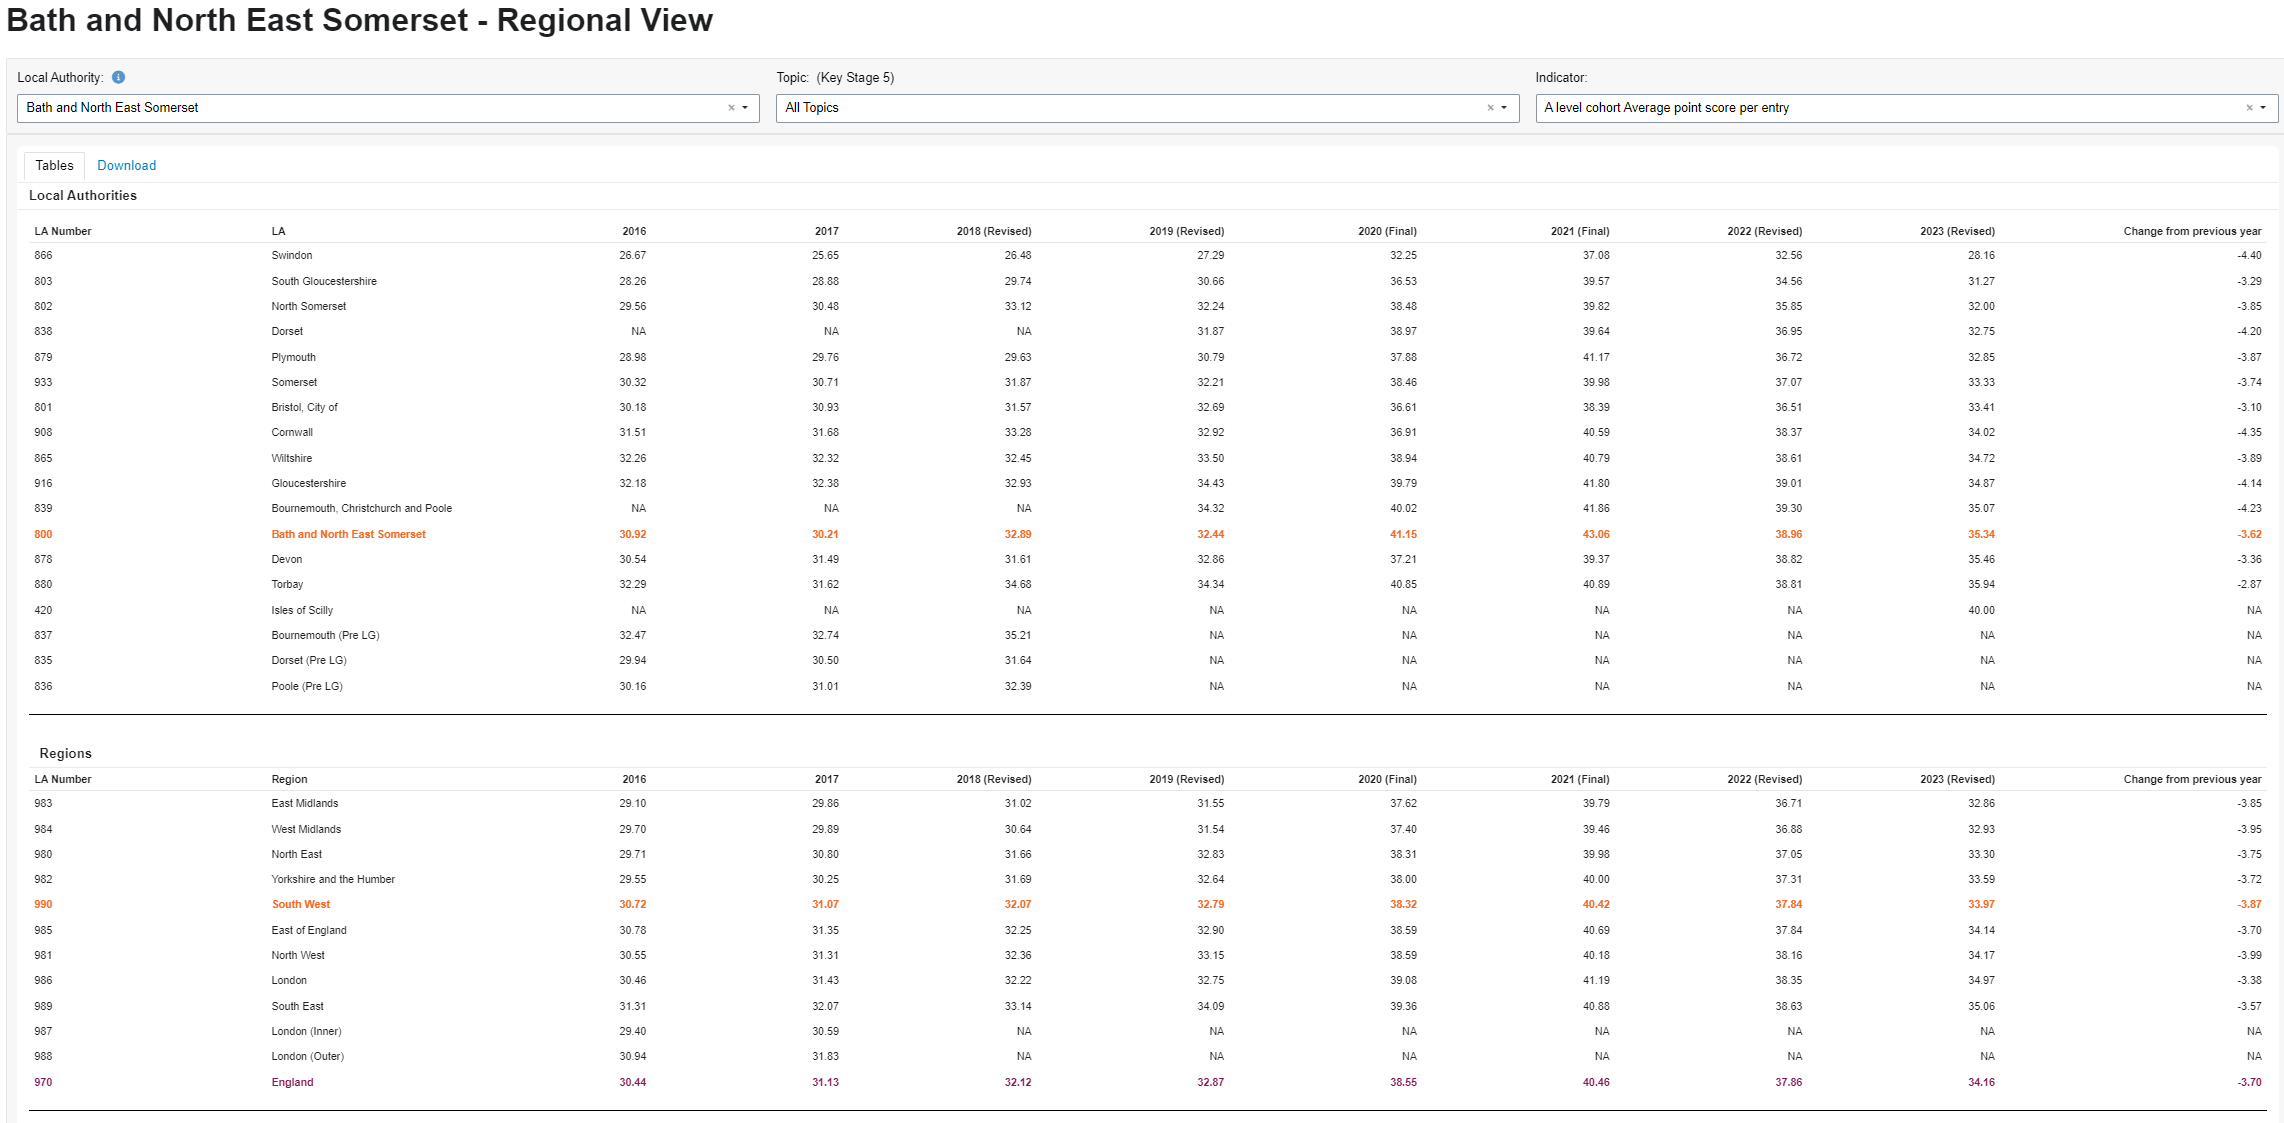 Bath and North East Somerset - Regional View
Local Authority: Topic: (Key Stage 5) Indicator:
Bath and North East Somerset × All Topics × A level cohort Average point score per entry ×
Tables Download
Local Authorities
LA Number LA 2016 2017 2018 (Revised) 2019 (Revised) 2020 (Final) 2021 (Final) 2022 (Revised) 2023 (Revised) Change from previous year
866 Swindon 26.67 25.65 26.48 27.29 32.25 37.08 32.56 28.16 -4.40
803 South Gloucestershire 28.26 28.88 29.74 30.66 36.53 39.57 34.56 31.27 -3.29
802 North Somerset 29.56 30.48 33.12 32.24 38.48 39.82 35.85 32.00 -3.85
838 Dorset NA NA NA 31.87 38.97 39.64 36.95 32.75 -4.20
879 Plymouth 28.98 29.76 29.63 30.79 37.88 41.17 36.72 32.85 -3.87
933 Somerset 30.32 30.71 31.87 32.21 38.46 39.98 37.07 33.33 -3.74
801 Bristol, City of 30.18 30.93 31.57 32.69 36.61 38.39 36.51 33.41 -3.10
908 Cornwall 31.51 31.68 33.28 32.92 36.91 40.59 38.37 34.02 -4.35
865 Wiltshire 32.26 32.32 32.45 33.50 38.94 40.79 38.61 34.72 -3.89
916 Gloucestershire 32.18 32.38 32.93 34.43 39.79 41.80 39.01 34.87 -4.14
839 Bournemouth, Christchurch and Poole NA NA NA 34.32 40.02 41.86 39.30 35.07 -4.23
800 Bath and North East Somerset 30.92 30.21 32.89 32.44 41.15 43.06 38.96 35.34 -3.62
878 Devon 30.54 31.49 31.61 32.86 37.21 39.37 38.82 35.46 -3.36
880 Torbay 32.29 31.62 34.68 34.34 40.85 40.89 38.81 35.94 -2.87
420 Isles of Scilly NA NA NA NA NA NA NA 40.00 NA
837 Bournemouth (Pre LG) 32.47 32.74 35.21 NA NA NA NA NA NA
835 Dorset (Pre LG) 29.94 30.50 31.64 NA NA NA NA NA NA
836 Poole (Pre LG) 30.16 31.01 32.39 NA NA NA NA NA NA
Regions
LA Number Region 2016 2017 2018 (Revised) 2019 (Revised) 2020 (Final) 2021 (Final) 2022 (Revised) 2023 (Revised) Change from previous year
983 East Midlands 29.10 29.86 31.02 31.55 37.62 39.79 36.71 32.86 -3.85
984 West Midlands 29.70 29.89 30.64 31.54 37.40 39.46 36.88 32.93 -3.95
980 North East 29.71 30.80 31.66 32.83 38.31 39.98 37.05 33.30 -3.75
982 Yorkshire and the Humber 29.55 30.25 31.69 32.64 38.00 40.00 37.31 33.59 -3.72
990 South West 30.72 31.07 32.07 32.79 38.32 40.42 37.84 33.97 -3.87
985 East of England 30.78 31.35 32.25 32.90 38.59 40.69 37.84 34.14 -3.70
981 North West 30.55 31.31 32.36 33.15 38.59 40.18 38.16 34.17 -3.99
986 London 30.46 31.43 32.22 32.75 39.08 41.19 38.35 34.97 -3.38
989 South East 31.31 32.07 33.14 34.09 39.36 40.88 38.63 35.06 -3.57
987 London (Inner) 29.40 30.59 NA NA NA NA NA NA NA
988 London (Outer) 30.94 31.83 NA NA NA NA NA NA NA
970 England 30.44 31.13 32.12 32.87 38.55 40.46 37.86 34.16 -3.70